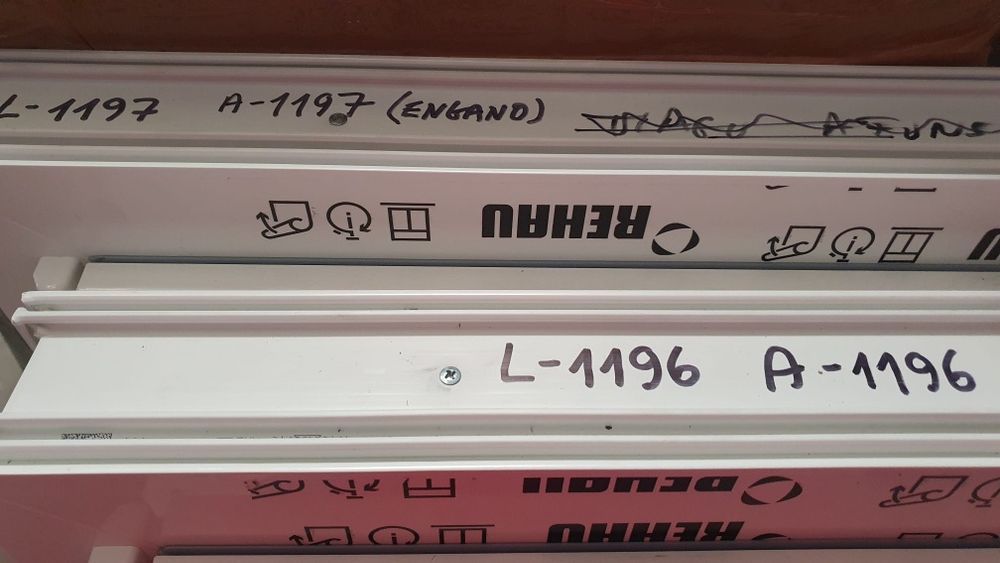 L-1197 A-1197 (ENGANO)
REHAU
L-1196 A-1196
REHAU
REHAU